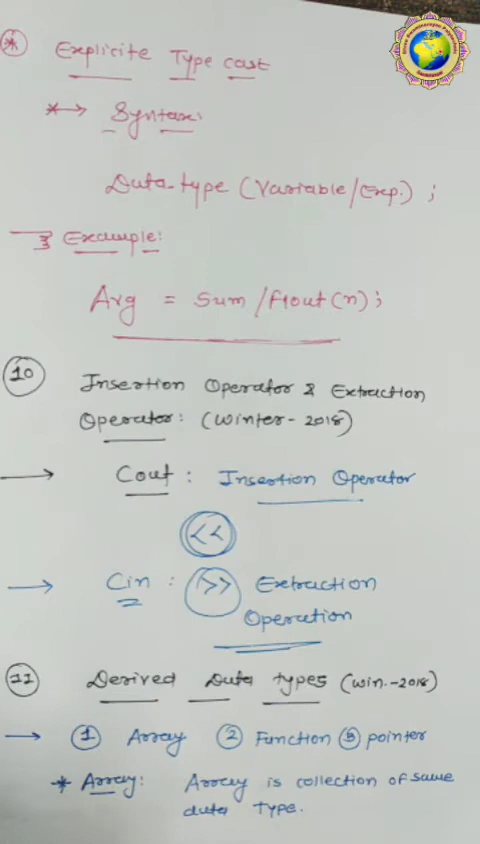 * Explicite Type cast
*→ Syntax:
Data-type (Variable/Exp.) ;
Example:
Avg = Sum /float(n);
10 Insertion Operator & Extraction
Operator: (Winter-2018)
→ Cout : Insertion Operator
<<
→ Cin : >> Extraction
Operation
11 Derived Data types (Win.-2018)
→ 1 Array 2 Function 3 pointer
* Array: Array is collection of same
data type.